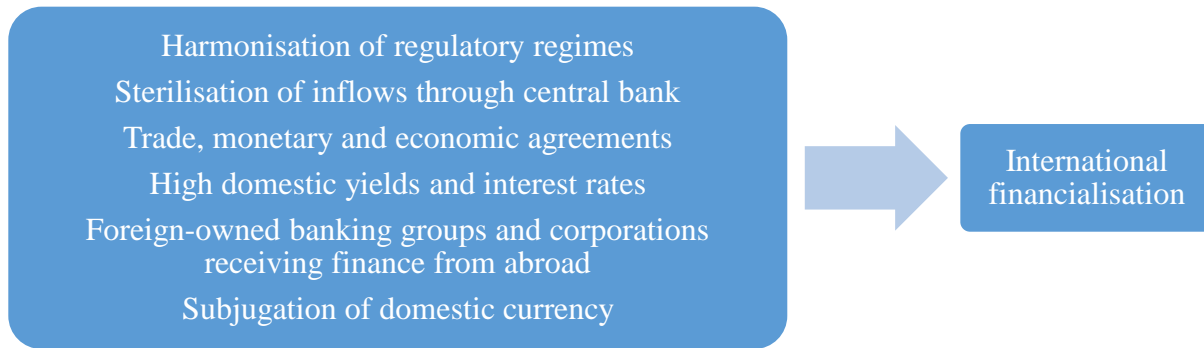 Harmonisation of regulatory regimes
Sterilisation of inflows through central bank
Trade, monetary and economic agreements
High domestic yields and interest rates
Foreign-owned banking groups and corporations
receiving finance from abroad
Subjugation of domestic currency
International
financialisation